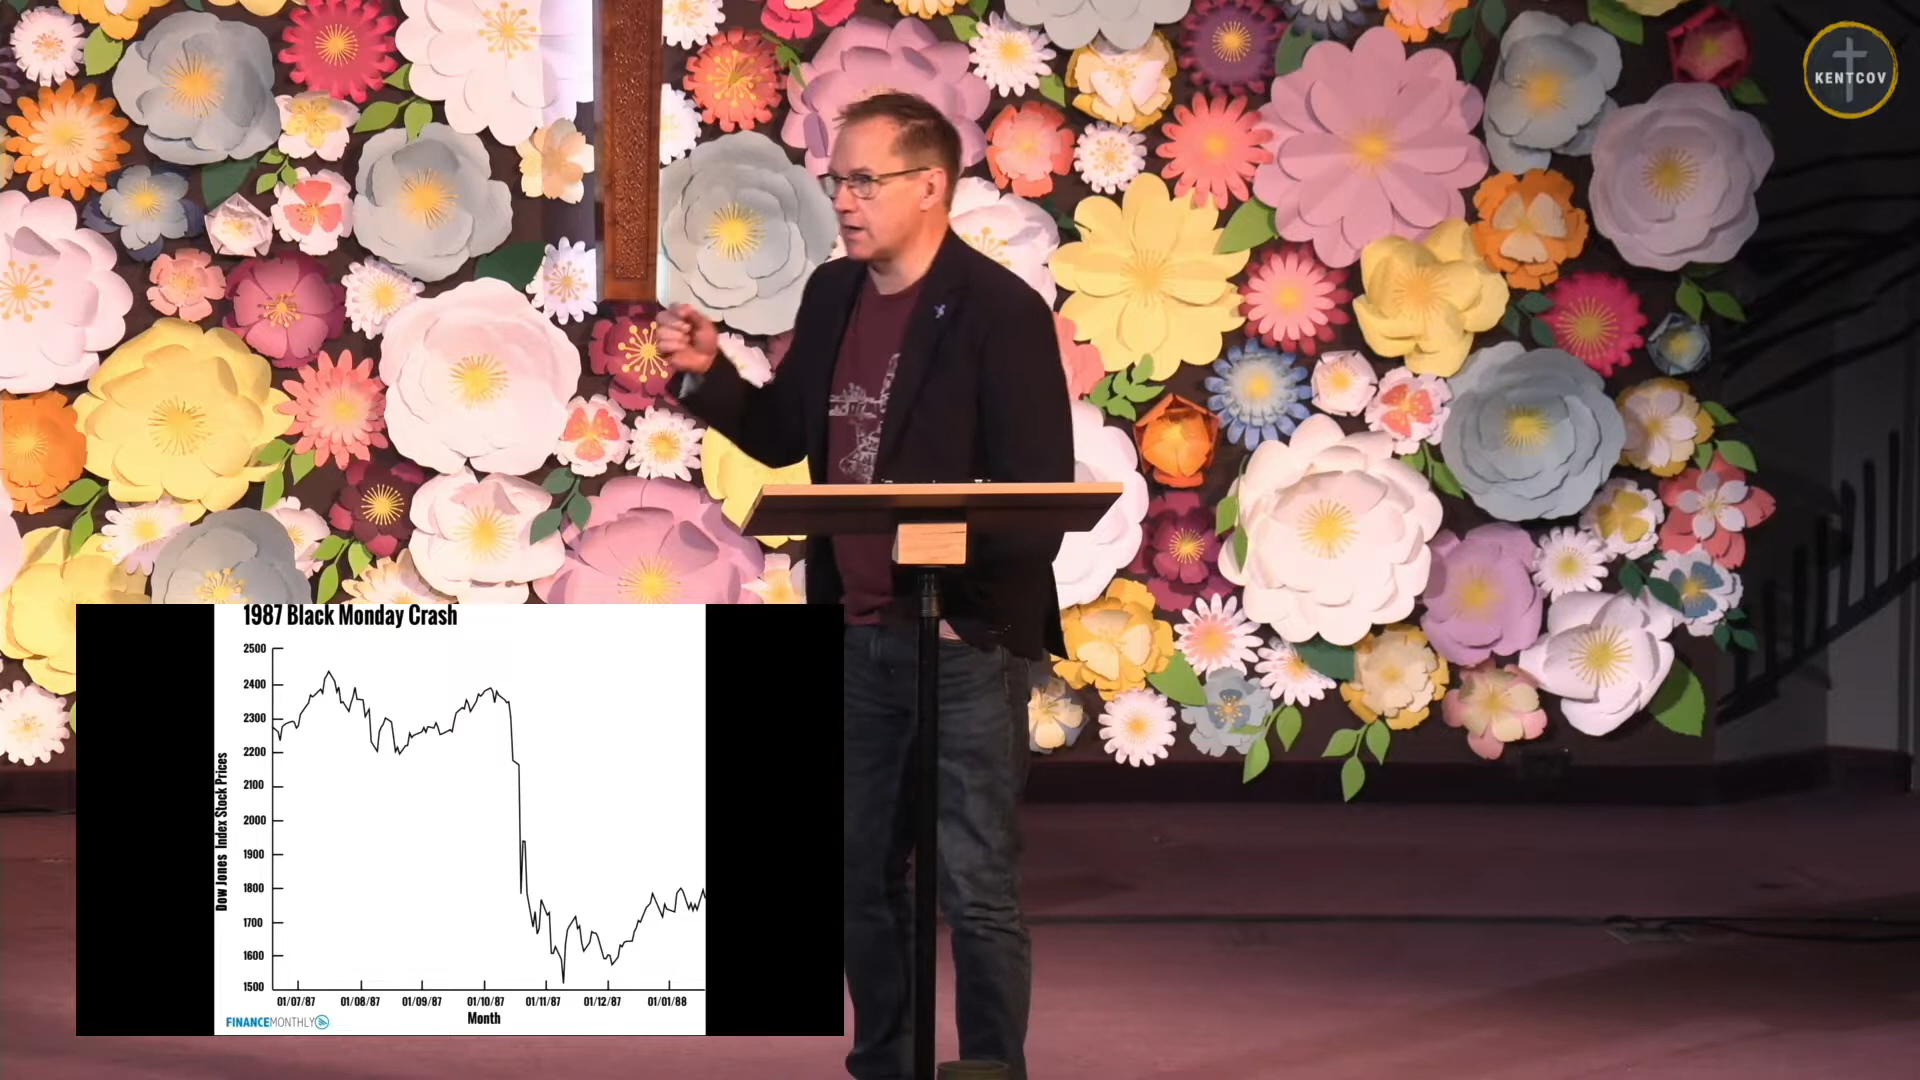 KENTCOV
1987 Black Monday Crash
2500
2400
2300
2200
2100
2000
1900
1800
1700
1600
1500
Dow Jones Index Stock Prices
01/07/87 01/08/87 01/09/87 01/10/87 01/11/87 01/12/87 01/01/88
Month
FINANCEMONTHLY